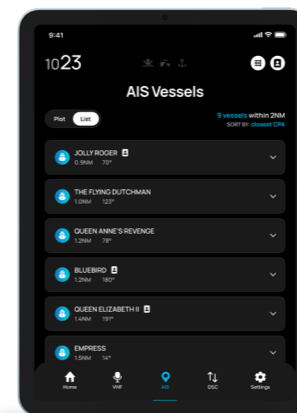 9:41
1023
AIS Vessels
Plot List
9 vessels within 2NM
SORT BY: closest CPA
JOLLY ROGER
0.9NM 70°
THE FLYING DUTCHMAN
1.0NM 123°
QUEEN ANNE'S REVENGE
1.2NM 78°
BLUEBIRD
1.2NM 180°
QUEEN ELIZABETH II
1.4NM 191°
EMPRESS
1.5NM 14°
Home VHF AIS DSC Settings